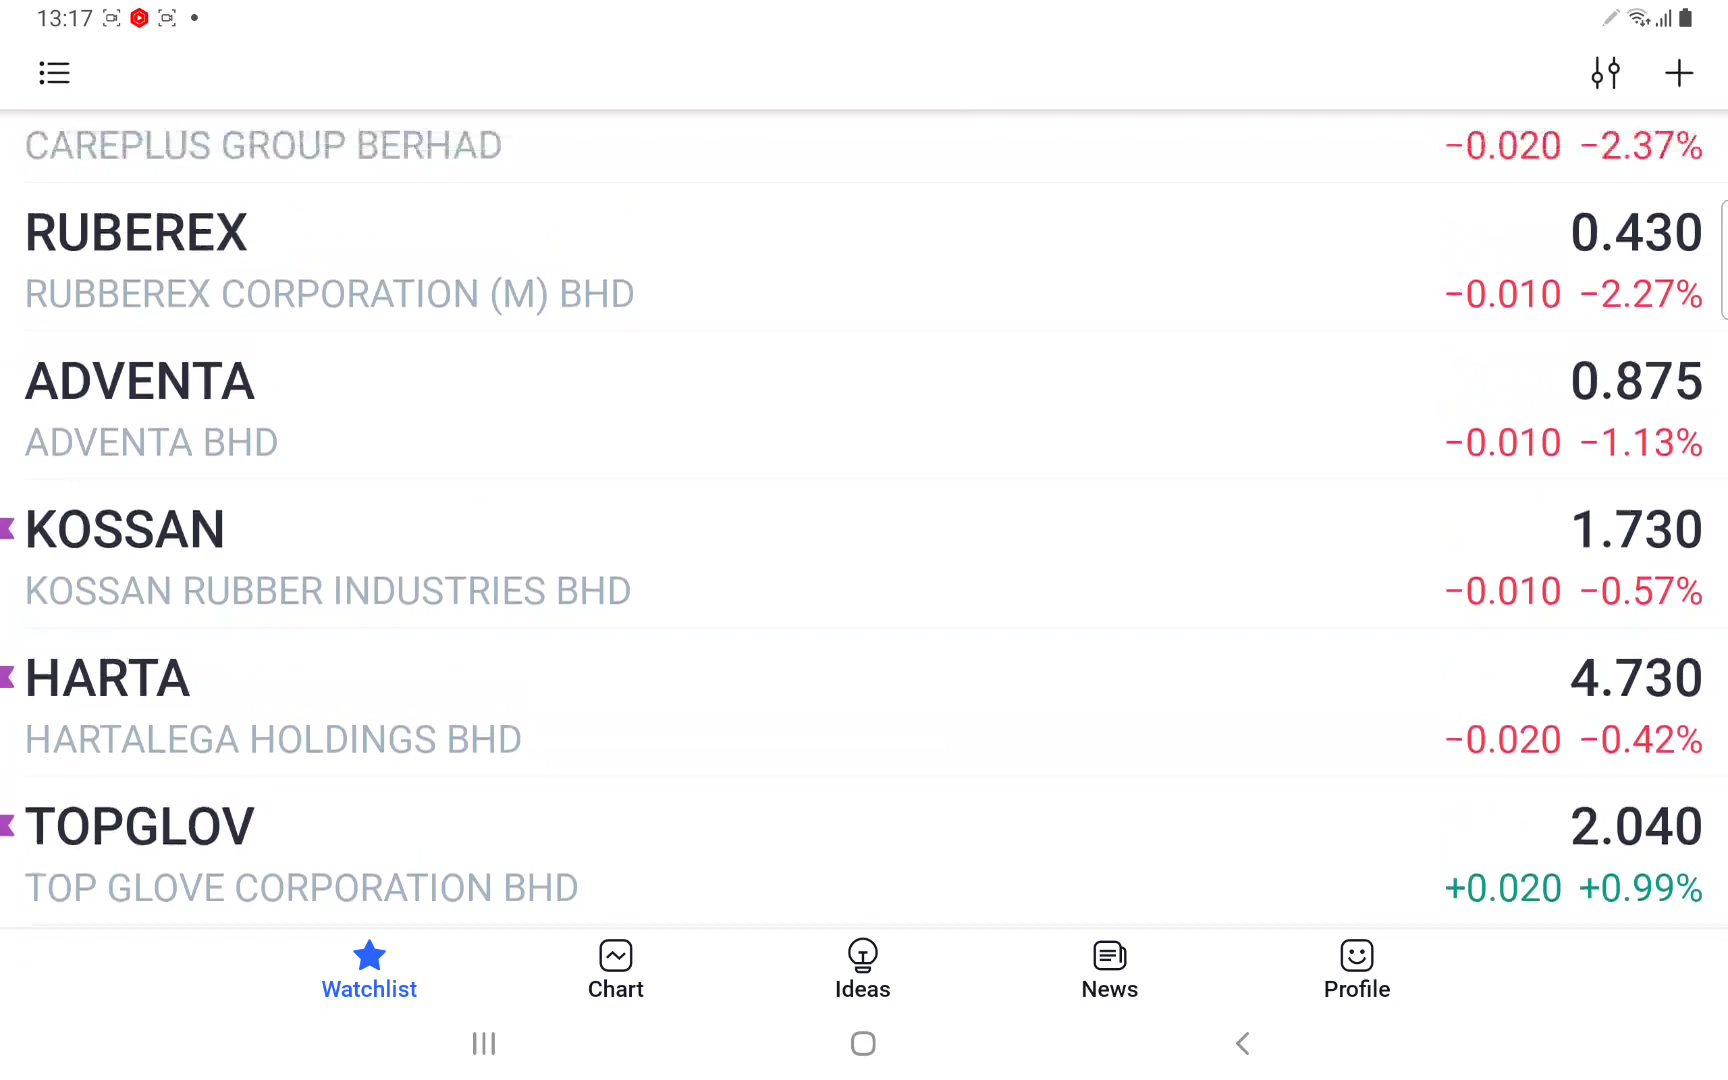 13:17
CAREPLUS GROUP BERHAD −0.020 −2.37%
RUBEREX 0.430
RUBBEREX CORPORATION (M) BHD −0.010 −2.27%
ADVENTA 0.875
ADVENTA BHD −0.010 −1.13%
KOSSAN 1.730
KOSSAN RUBBER INDUSTRIES BHD −0.010 −0.57%
HARTA 4.730
HARTALEGA HOLDINGS BHD −0.020 −0.42%
TOPGLOV 2.040
TOP GLOVE CORPORATION BHD +0.020 +0.99%
Watchlist Chart Ideas News Profile